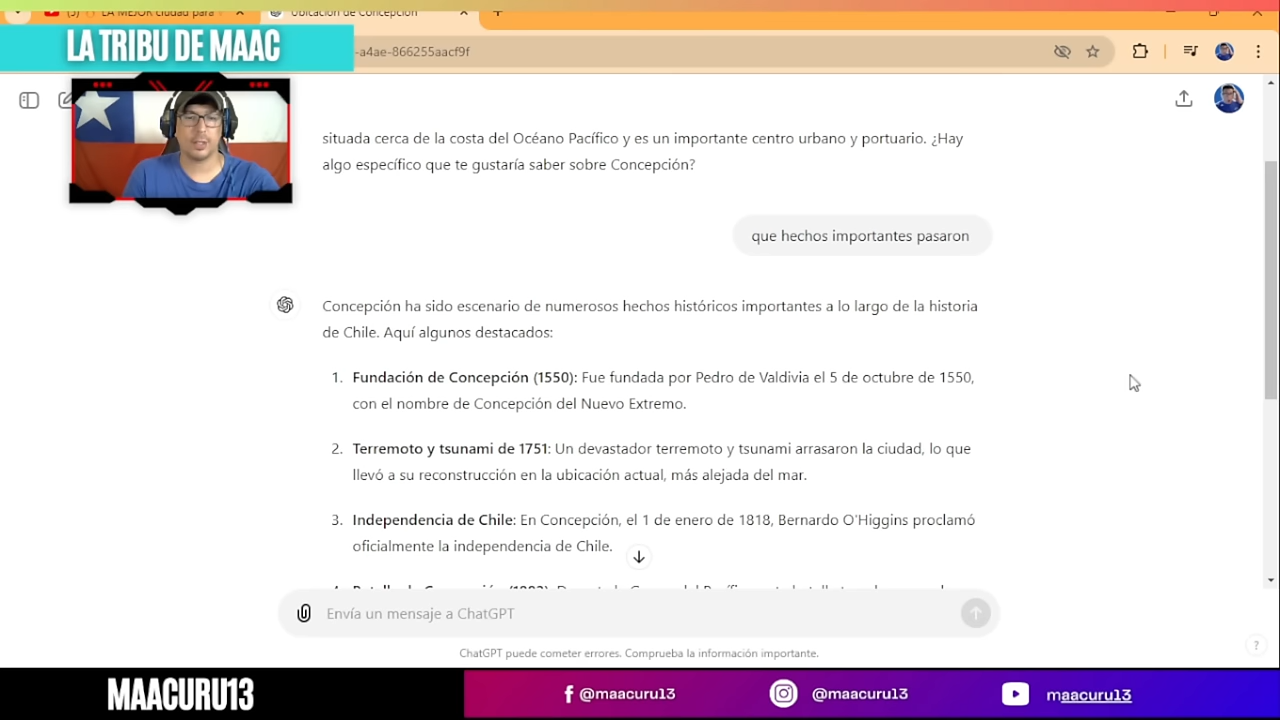 LA MEJOR ciudad para
Ubicación de Concepción
LA TRIBU DE MAAC
-a4ae-866255aacf9f
situada cerca de la costa del Océano Pacífico y es un importante centro urbano y portuario. ¿Hay
algo específico que te gustaría saber sobre Concepción?
que hechos importantes pasaron
Concepción ha sido escenario de numerosos hechos históricos importantes a lo largo de la historia
de Chile. Aquí algunos destacados:
1. Fundación de Concepción (1550): Fue fundada por Pedro de Valdivia el 5 de octubre de 1550,
con el nombre de Concepción del Nuevo Extremo.
2. Terremoto y tsunami de 1751: Un devastador terremoto y tsunami arrasaron la ciudad, lo que
llevó a su reconstrucción en la ubicación actual, más alejada del mar.
3. Independencia de Chile: En Concepción, el 1 de enero de 1818, Bernardo O'Higgins proclamó
oficialmente la independencia de Chile.
Envía un mensaje a ChatGPT
ChatGPT puede cometer errores. Comprueba la información importante.
?
MAACURU13
@maacuru13
@maacuru13
maacuru13